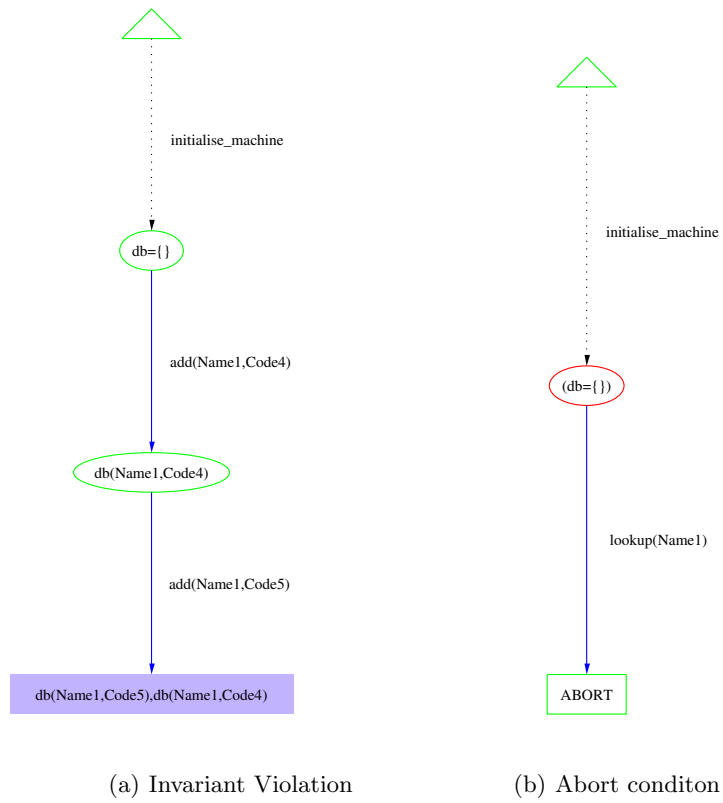 initialise_machine
db={}
add(Name1,Code4)
db(Name1,Code4)
add(Name1,Code5)
db(Name1,Code5),db(Name1,Code4)
(a) Invariant Violation
initialise_machine
(db={})
lookup(Name1)
ABORT
(b) Abort conditon